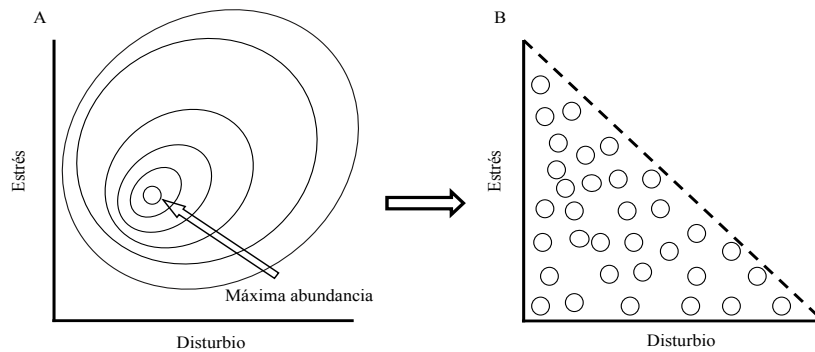 A
Estrés
Máxima abundancia
Disturbio
B
Estrés
Disturbio